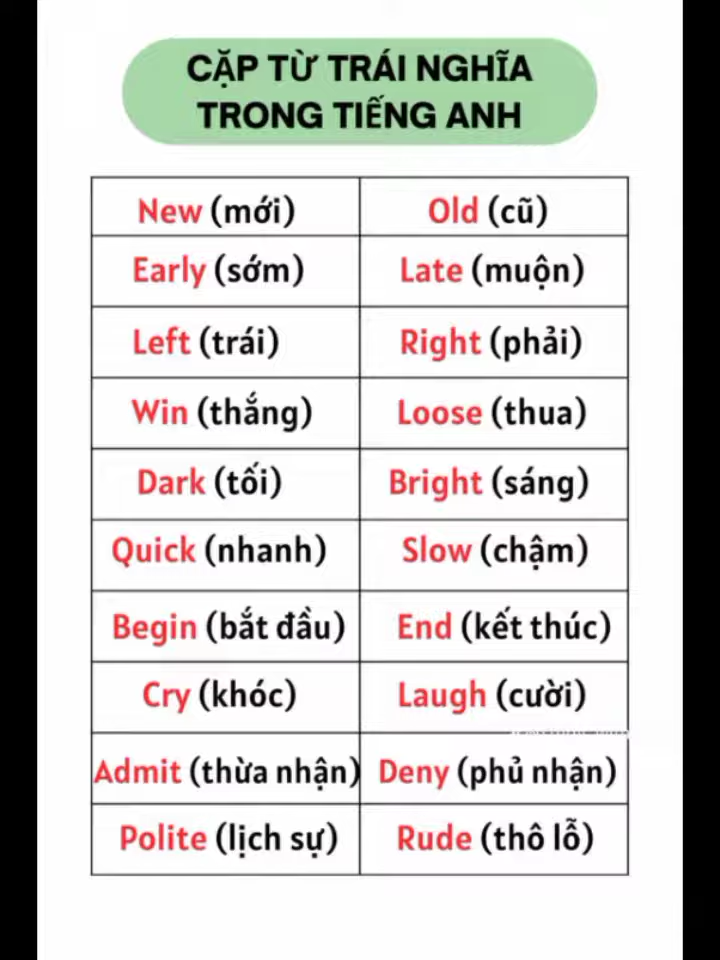 CẶP TỪ TRÁI NGHĨA
TRONG TIẾNG ANH
New (mới) Old (cũ)
Early (sớm) Late (muộn)
Left (trái) Right (phải)
Win (thắng) Loose (thua)
Dark (tối) Bright (sáng)
Quick (nhanh) Slow (chậm)
Begin (bắt đầu) End (kết thúc)
Cry (khóc) Laugh (cười)
Admit (thừa nhận) Deny (phủ nhận)
Polite (lịch sự) Rude (thô lỗ)